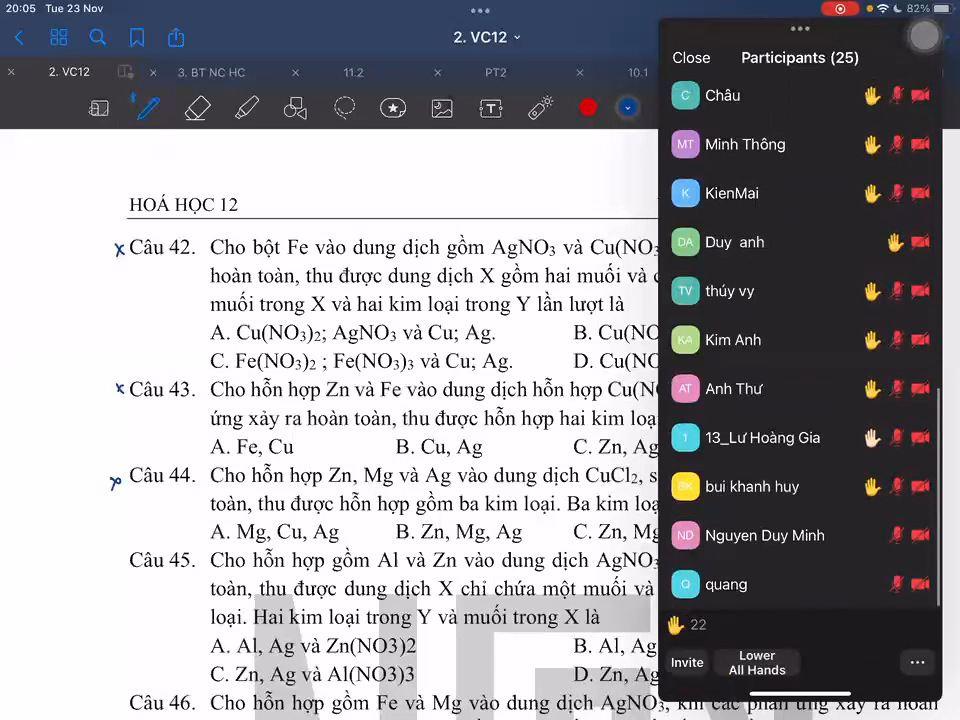 20:05 Tue 23 Nov
82%
2. VC12
2. VC12
3. BT NC HC
11.2
PT2
10.1
HOÁ HỌC 12
Câu 42. Cho bột Fe vào dung dịch gồm AgNO3 và Cu(NO3
hoàn toàn, thu được dung dịch X gồm hai muối và
muối trong X và hai kim loại trong Y lần lượt là
A. Cu(NO3)2; AgNO3 và Cu; Ag. B. Cu(NO
C. Fe(NO3)2 ; Fe(NO3)3 và Cu; Ag. D. Cu(NO
Câu 43. Cho hỗn hợp Zn và Fe vào dung dịch hỗn hợp Cu(N
ứng xảy ra hoàn toàn, thu được hỗn hợp hai kim loạ
A. Fe, Cu B. Cu, Ag C. Zn, Ag
Câu 44. Cho hỗn hợp Zn, Mg và Ag vào dung dịch CuCl2, s
toàn, thu được hỗn hợp gồm ba kim loại. Ba kim loạ
A. Mg, Cu, Ag B. Zn, Mg, Ag C. Zn, Mg
Câu 45. Cho hỗn hợp gồm Al và Zn vào dung dịch AgNO3
toàn, thu được dung dịch X chỉ chứa một muối và
loại. Hai kim loại trong Y và muối trong X là
A. Al, Ag và Zn(NO3)2 B. Al, Ag
C. Zn, Ag và Al(NO3)3 D. Zn, Ag
Câu 46. Cho hỗn hợp gồm Fe và Mg vào dung dịch AgNO3, khi các phản ứng xảy ra hoàn
Close Participants (25)
C Châu
MT Minh Thông
K KienMai
DA Duy anh
TV thúy vy
KA Kim Anh
AT Anh Thư
1 13_Lư Hoàng Gia
BK bui khanh huy
ND Nguyen Duy Minh
Q quang
22
Invite
Lower
All Hands